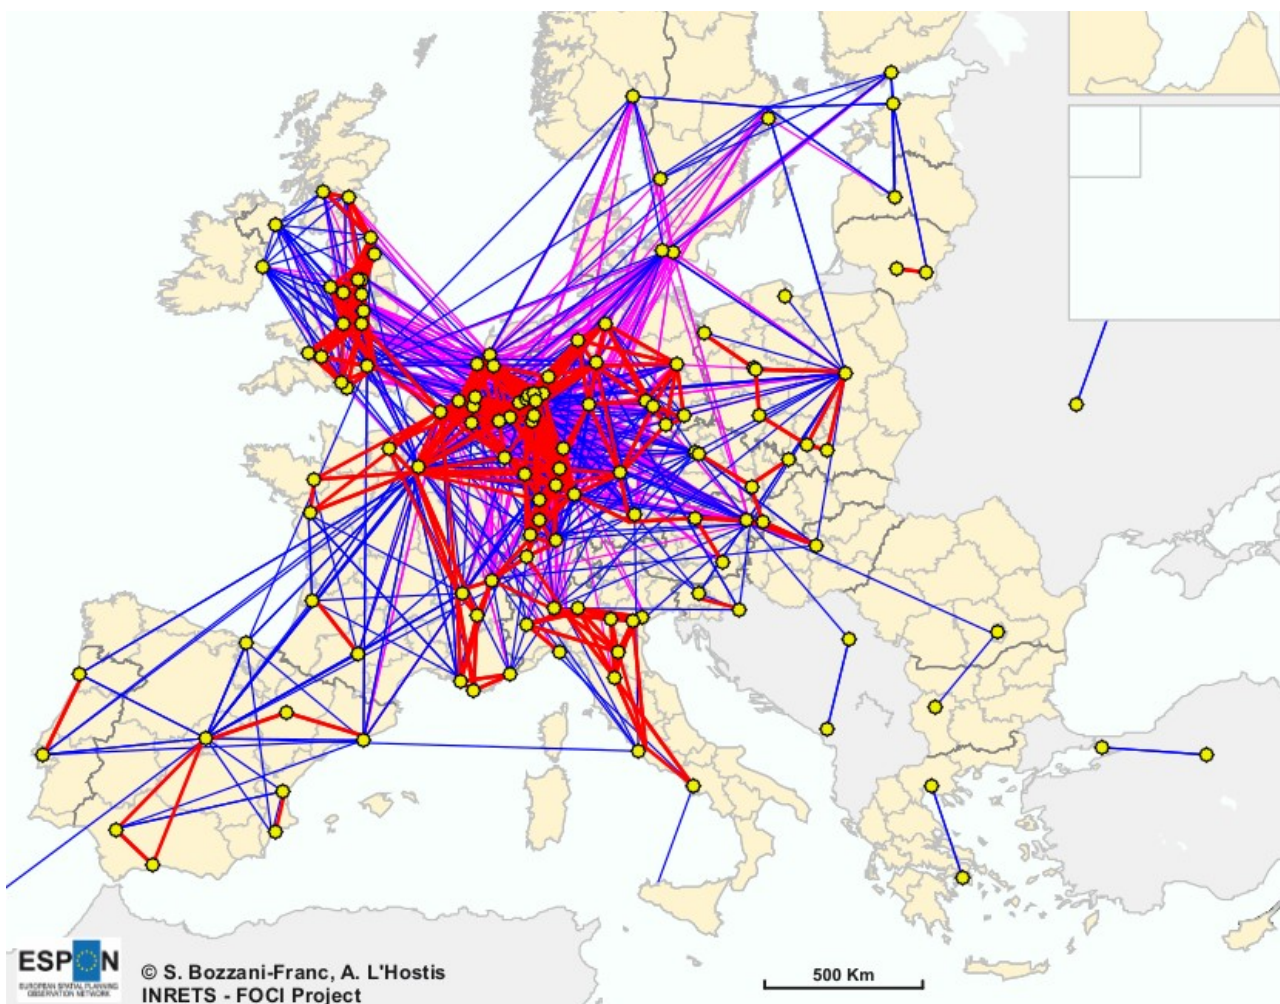 ESPON
EUROPEAN SPATIAL PLANNING
OBSERVATION NETWORK
© S. Bozzani-Franc, A. L'Hostis
INRETS - FOCI Project
500 Km